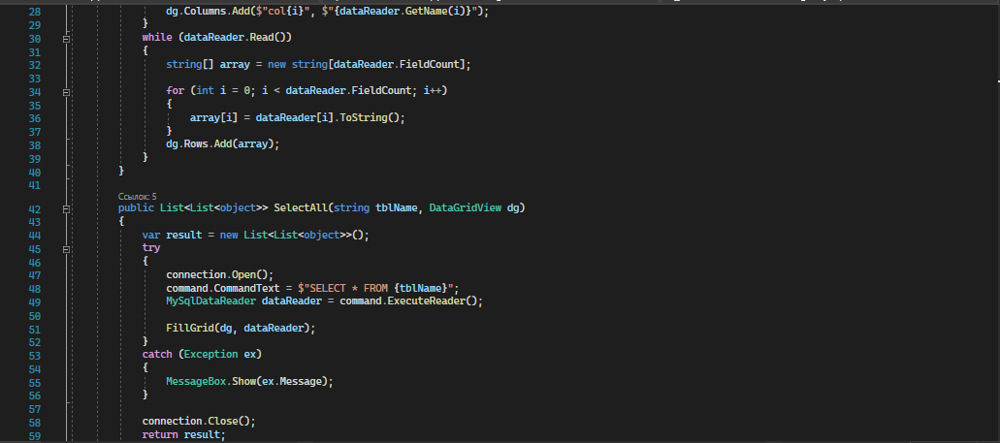 28 dg.Columns.Add($"col{i}", $"{dataReader.GetName(i)}");
29 }
30 while (dataReader.Read())
31 {
32 string[] array = new string[dataReader.FieldCount];
33
34 for (int i = 0; i < dataReader.FieldCount; i++)
35 {
36 array[i] = dataReader[i].ToString();
37 }
38 dg.Rows.Add(array);
39 }
40 }
41
Ссылок: 5
42 public List<List<object>> SelectAll(string tblName, DataGridView dg)
43 {
44 var result = new List<List<object>>();
45 try
46 {
47 connection.Open();
48 command.CommandText = $"SELECT * FROM {tblName}";
49 MySqlDataReader dataReader = command.ExecuteReader();
50
51 FillGrid(dg, dataReader);
52 }
53 catch (Exception ex)
54 {
55 MessageBox.Show(ex.Message);
56 }
57
58 connection.Close();
59 return result;